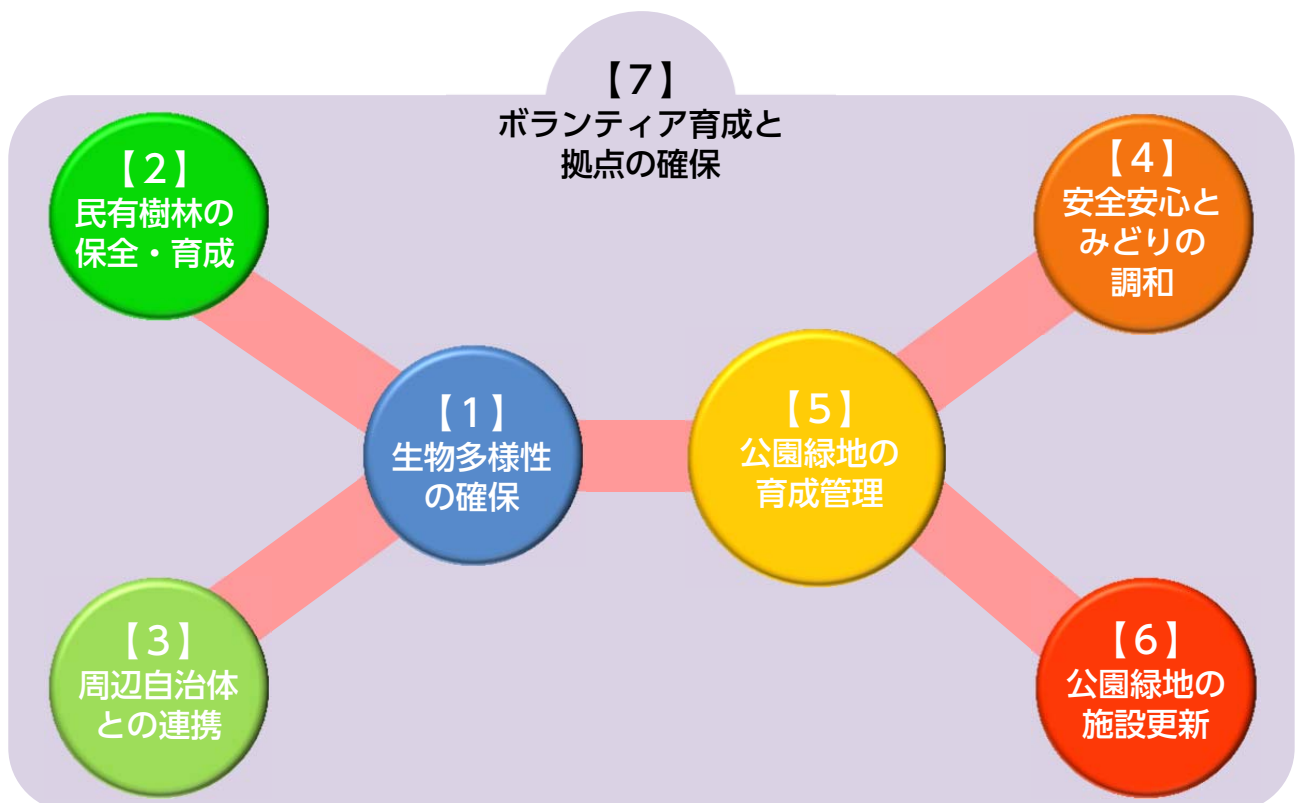 【7】
ボランティア育成と
拠点の確保
【2】
民有樹林の
保全・育成
【4】
安全安心と
みどりの
調和
【1】
生物多様性
の確保
【5】
公園緑地の
育成管理
【3】
周辺自治体
との連携
【6】
公園緑地の
施設更新